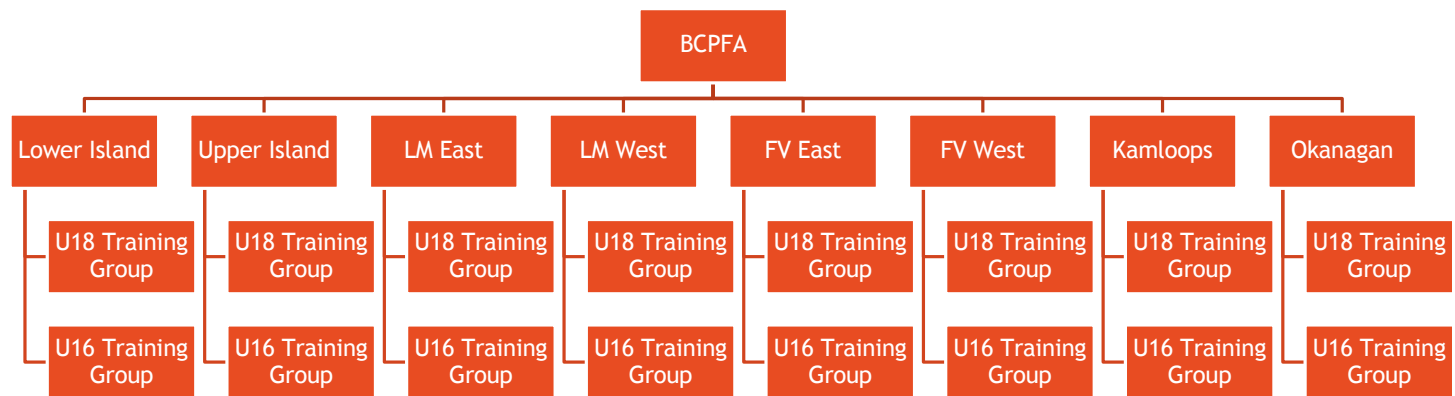 BCPFA
Lower Island
Upper Island
LM East
LM West
FV East
FV West
Kamloops
Okanagan
U18 Training
Group
U18 Training
Group
U18 Training
Group
U18 Training
Group
U18 Training
Group
U18 Training
Group
U18 Training
Group
U18 Training
Group
U16 Training
Group
U16 Training
Group
U16 Training
Group
U16 Training
Group
U16 Training
Group
U16 Training
Group
U16 Training
Group
U16 Training
Group